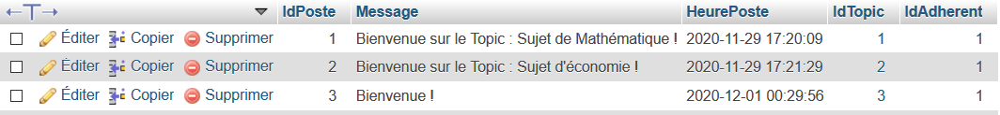 IdPoste Message HeurePoste IdTopic IdAdherent
Éditer Copier Supprimer 1 Bienvenue sur le Topic : Sujet de Mathématique ! 2020-11-29 17:20:09 1 1
Éditer Copier Supprimer 2 Bienvenue sur le Topic : Sujet d'économie ! 2020-11-29 17:21:29 2 1
Éditer Copier Supprimer 3 Bienvenue ! 2020-12-01 00:29:56 3 1